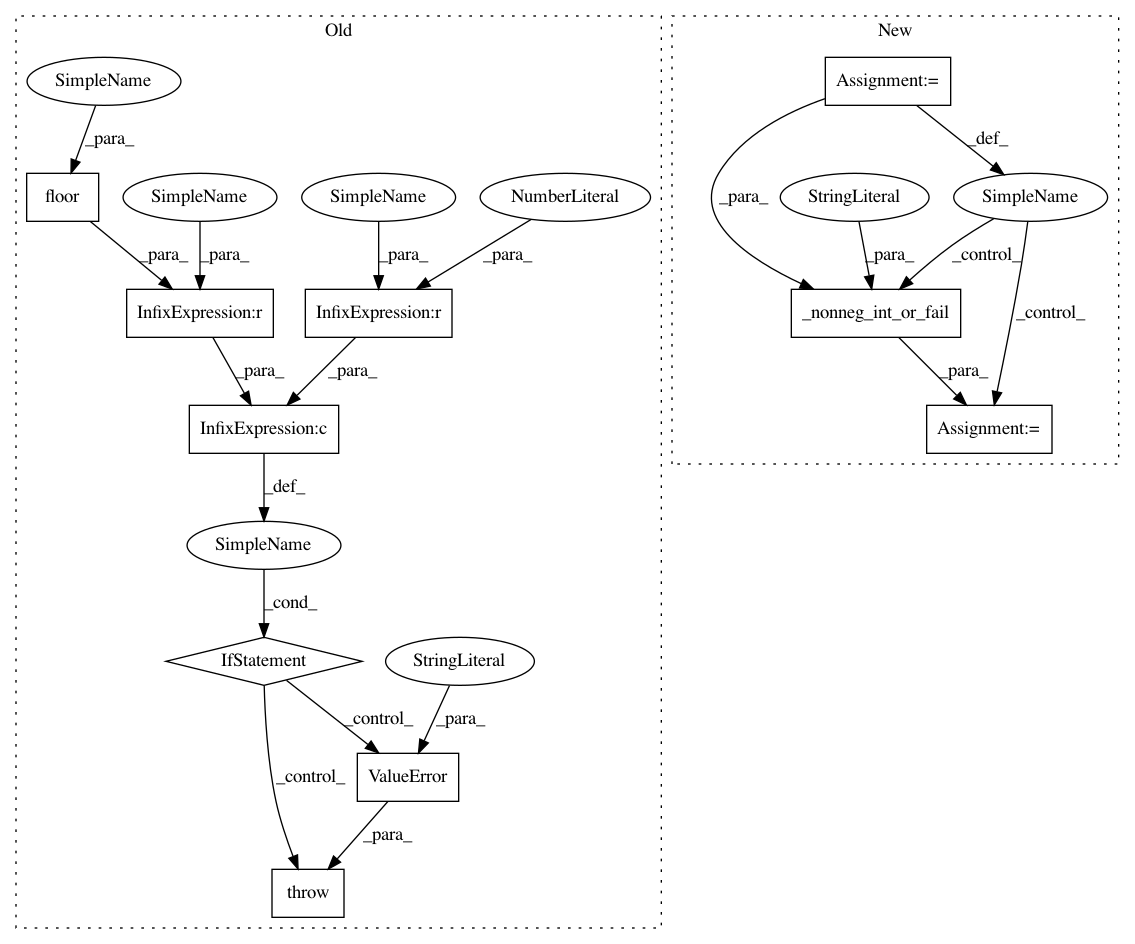 Old
New
SimpleName
Assignment:=
_para_
_def_
floor
SimpleName
SimpleName
NumberLiteral
StringLiteral
SimpleName
_para_
_para_
_para_
_para_
_para_
_para_
_control_
InfixExpression:r
InfixExpression:r
_nonneg_int_or_fail
_control_
_para_
_para_
_para_
InfixExpression:c
Assignment:=
_def_
SimpleName
_cond_
IfStatement
StringLiteral
_control_
_para_
_control_
ValueError
_para_
throw